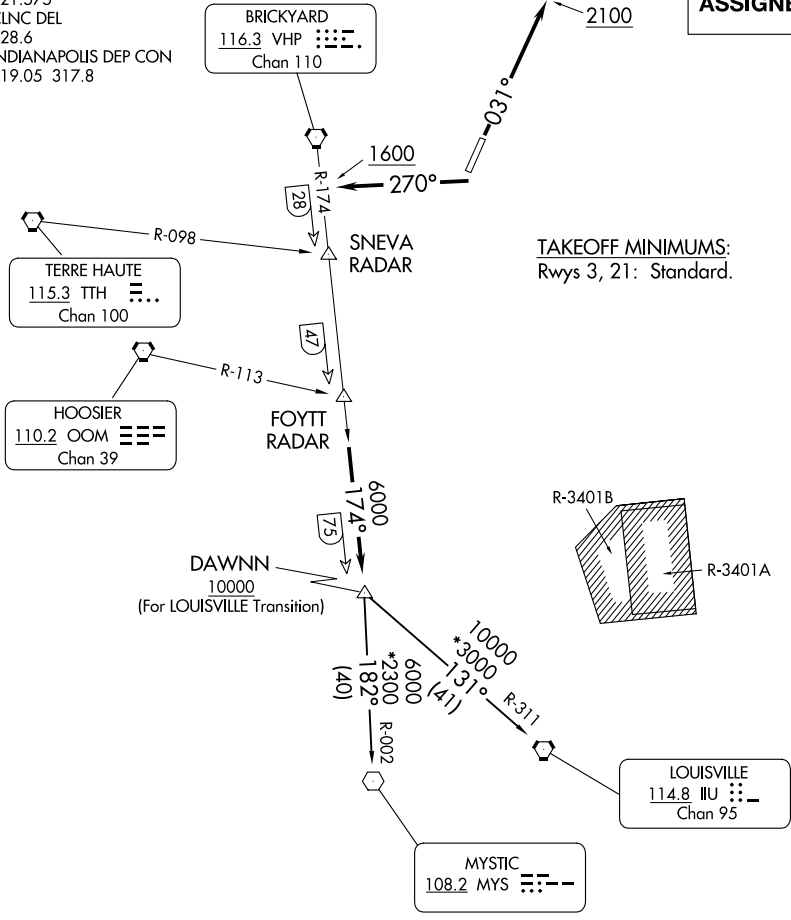 CLNC DEL
28.6
NDIANAPOLIS DEP CON
19.05 317.8
BRICKYARD
116.3 VHP
Chan 110
2100
ASSIGNE
031°
1600
270°
R-174
28
R-098
SNEVA
RADAR
TAKEOFF MINIMUMS:
Rwys 3, 21: Standard.
TERRE HAUTE
115.3 TTH
Chan 100
47
R-113
HOOSIER
110.2 OOM
Chan 39
FOYTT
RADAR
6000
174°
75
R-3401B
R-3401A
DAWNN
10000
(For LOUISVILLE Transition)
10000
*3000
131°
(41)
R-311
6000
*2300
182°
(40)
R-002
LOUISVILLE
114.8 IIU
Chan 95
MYSTIC
108.2 MYS